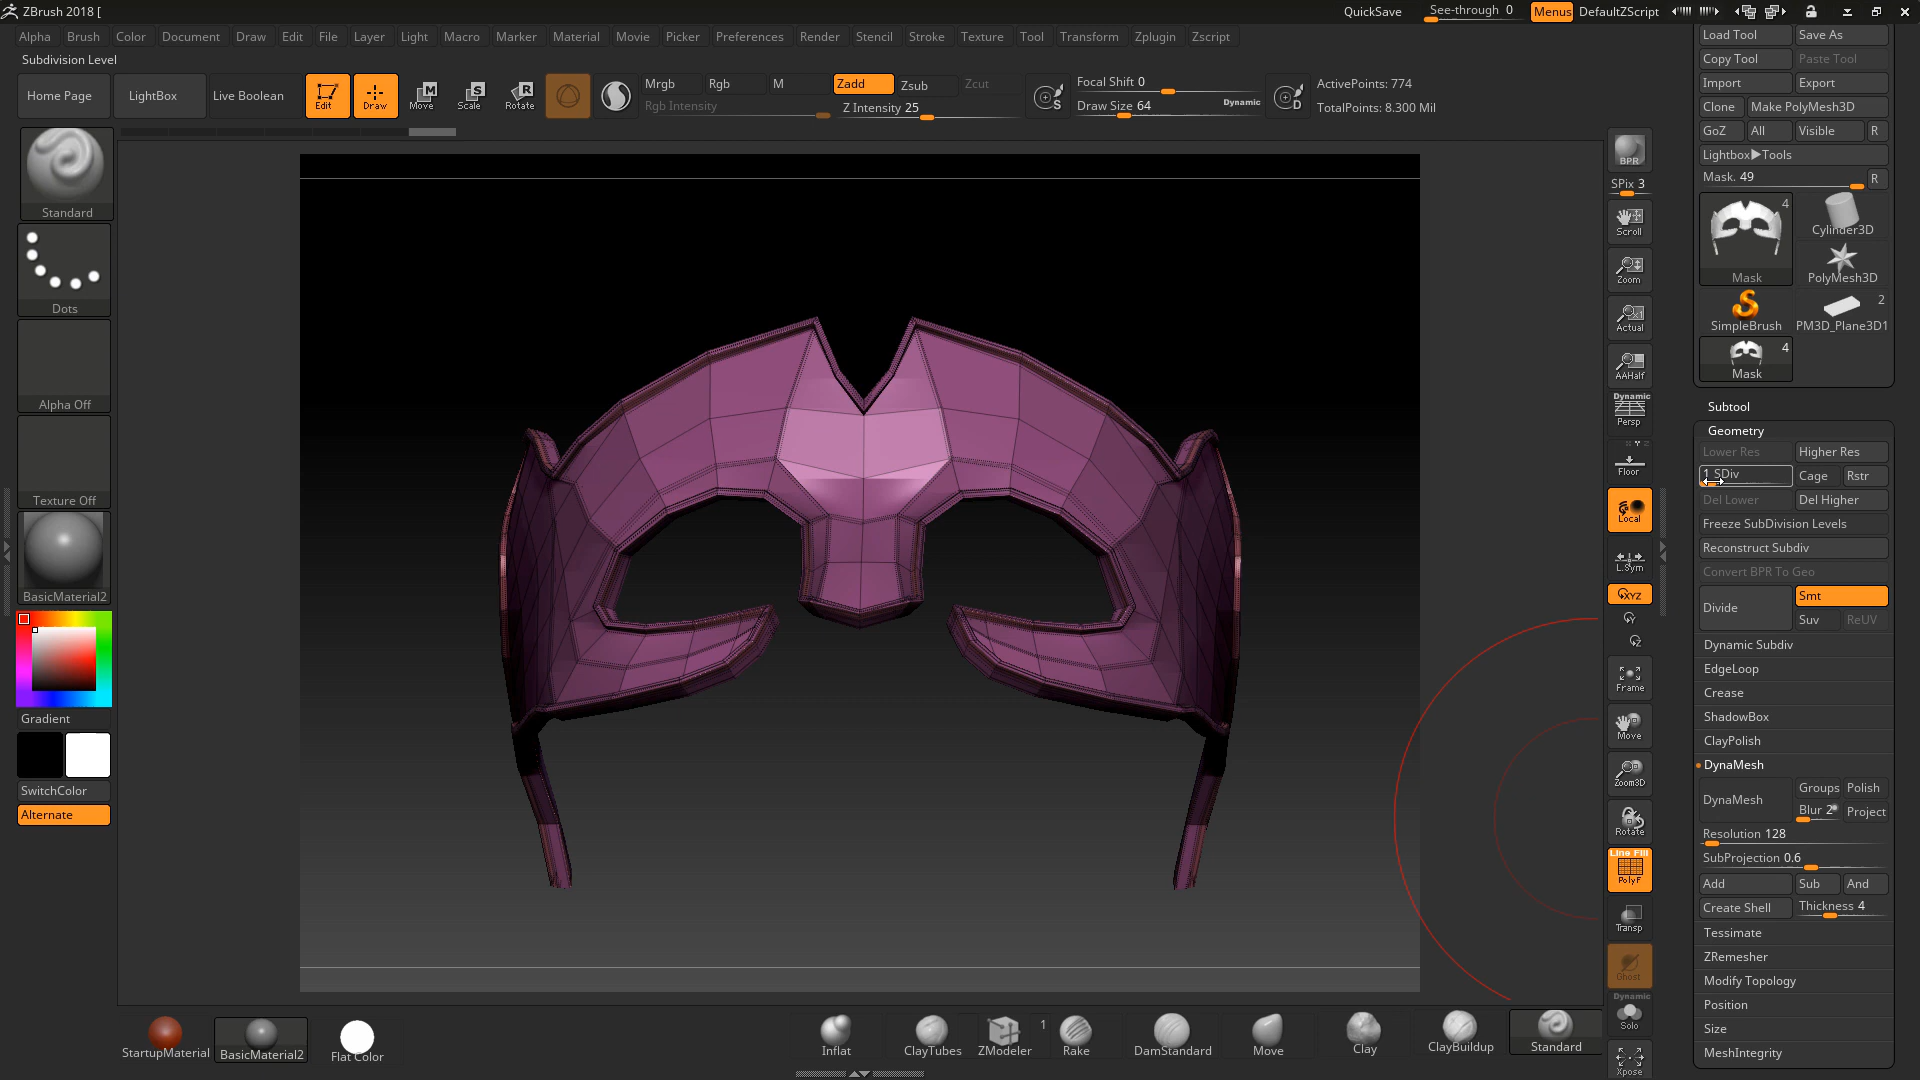 ZBrush 2018 [
QuickSave
See-through 0
Menus
DefaultZScript
Alpha Brush Color Document Draw Edit File Layer Light Macro Marker Material Movie Picker Preferences Render Stencil Stroke Texture Tool Transform Zplugin Zscript
Subdivision Level
Home Page
LightBox
Live Boolean
Edit
Draw
Move
Scale
Rotate
Mrgb Rgb M
Rgb Intensity
Zadd Zsub Zcut
Z Intensity 25
Focal Shift 0
Draw Size 64
Dynamic
ActivePoints: 774
TotalPoints: 8.300 Mil
Standard
Dots
Alpha Off
Texture Off
BasicMaterial2
Gradient
SwitchColor
Alternate
BPR
SPix 3
Scroll
Zoom
Actual
AAHalf
Dynamic
Persp
Floor
Local
L.Sym
XYZ
Frame
Move
Zoom3D
Rotate
Line Fill
PolyF
Transp
Ghost
Dynamic
Solo
Xpose
Load Tool Save As
Copy Tool Paste Tool
Import Export
Clone Make PolyMesh3D
GoZ All Visible R
Lightbox▶Tools
Mask. 49 R
4
Mask
Cylinder3D
PolyMesh3D
SimpleBrush
2
PM3D_Plane3D1
4
Mask
Subtool
Geometry
Lower Res Higher Res
1 SDiv Cage Rstr
Del Lower Del Higher
Freeze SubDivision Levels
Reconstruct Subdiv
Convert BPR To Geo
Divide Smt
Suv ReUV
Dynamic Subdiv
EdgeLoop
Crease
ShadowBox
ClayPolish
DynaMesh
DynaMesh Groups Polish
Blur 2 Project
Resolution 128
SubProjection 0.6
Add Sub And
Create Shell Thickness 4
Tessimate
ZRemesher
Modify Topology
Position
Size
MeshIntegrity
StartupMaterial
BasicMaterial2
Flat Color
Inflat
ClayTubes
1
ZModeler
Rake
DamStandard
Move
Clay
ClayBuildup
Standard